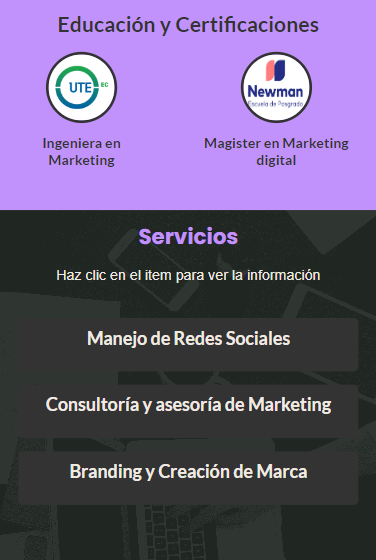 Educación y Certificaciones
UTE EC
Newman
Escuela de Posgrado
Ingeniera en
Marketing
Magister en Marketing
digital
Servicios
Haz clic en el item para ver la información
Manejo de Redes Sociales
Consultoría y asesoría de Marketing
Branding y Creación de Marca